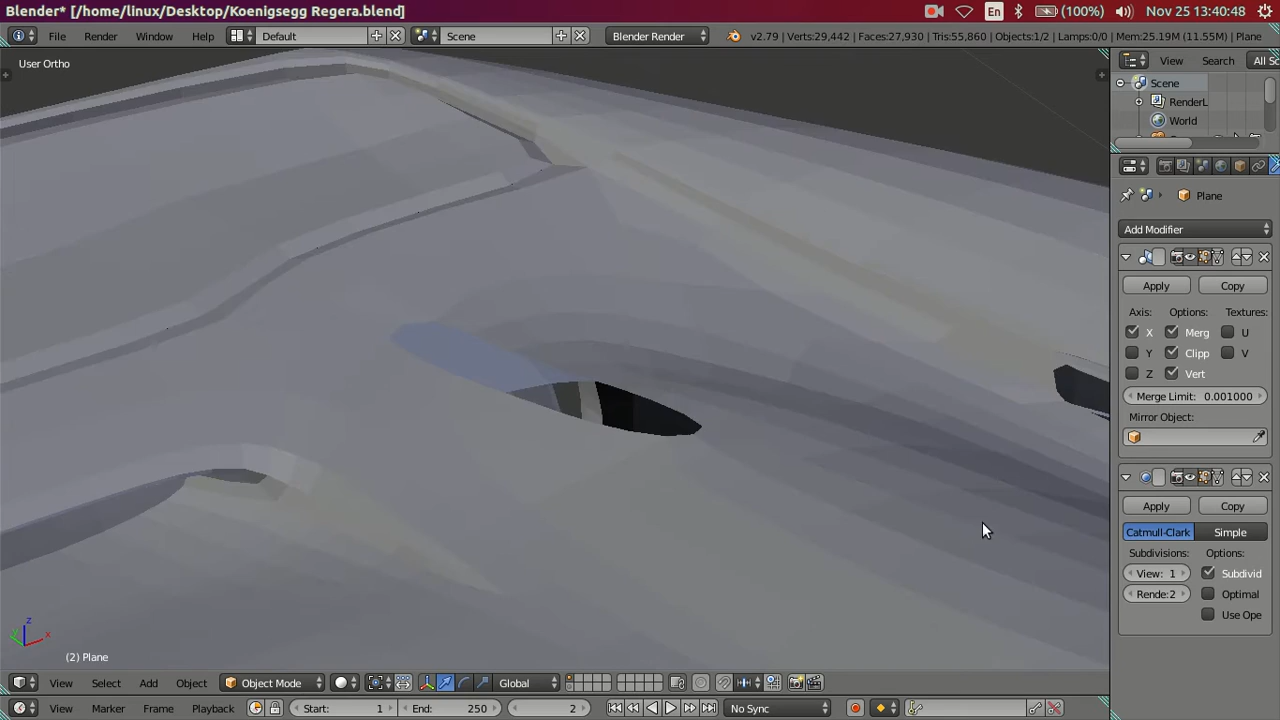 Blender* [/home/linux/Desktop/Koenigsegg Regera.blend]
En (100%) Nov 25 13:40:48
File Render Window Help Default Scene Blender Render v2.79 | Verts:29,442 | Faces:27,930 | Tris:55,860 | Objects:1/2 | Lamps:0/0 | Mem:25.19M (11.55M) | Plane
User Ortho
View Search All Sc
Scene
RenderL
World
Plane
Add Modifier
Apply Copy
Axis: Options: Textures:
X Merg U
Y Clipp V
Z Vert
Merge Limit: 0.001000
Mirror Object:
Apply Copy
Catmull-Clark Simple
Subdivisions: Options:
View: 1 Subdivid
Rende:2 Optimal
Use Ope
z
y x
(2) Plane
View Select Add Object Object Mode Global
View Marker Frame Playback Start: 1 End: 250 2 No Sync